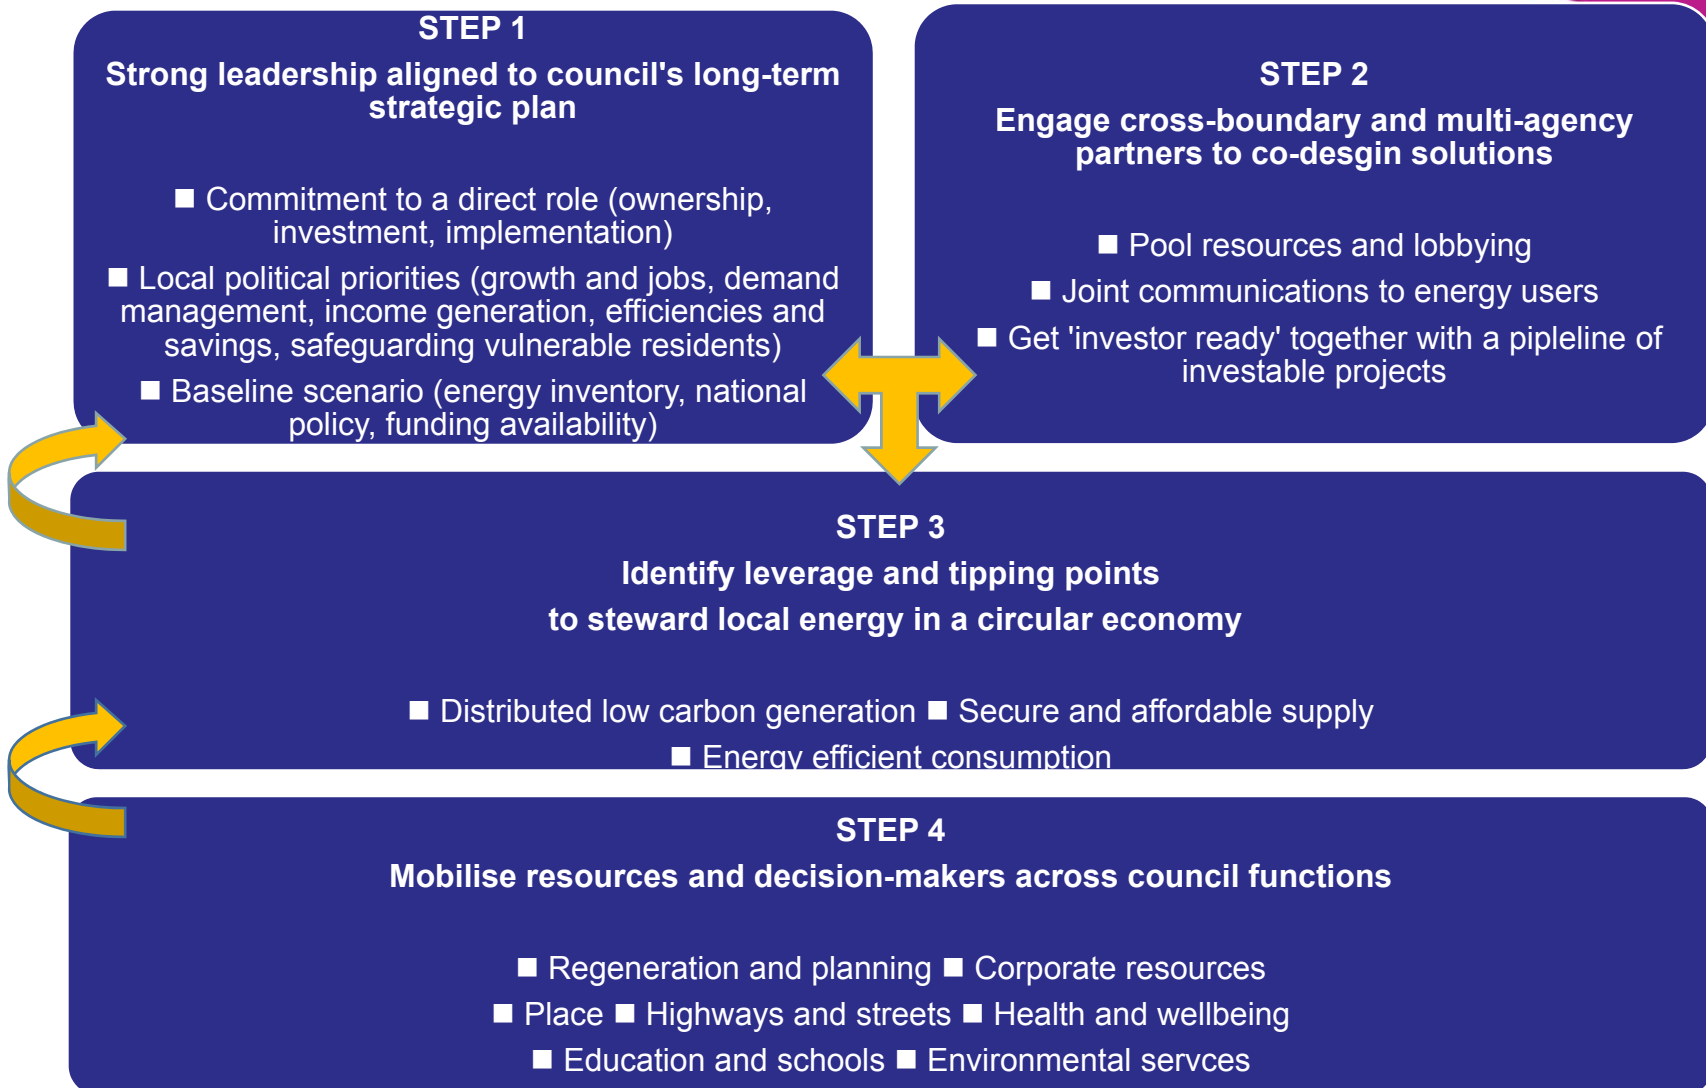 STEP 1
Strong leadership aligned to council's long-term
strategic plan
■ Commitment to a direct role (ownership,
investment, implementation)
■ Local political priorities (growth and jobs, demand
management, income generation, efficiencies and
savings, safeguarding vulnerable residents)
■ Baseline scenario (energy inventory, national
policy, funding availability)
STEP 2
Engage cross-boundary and multi-agency
partners to co-desgin solutions
■ Pool resources and lobbying
■ Joint communications to energy users
■ Get 'investor ready' together with a pipleline of
investable projects
STEP 3
Identify leverage and tipping points
to steward local energy in a circular economy
■ Distributed low carbon generation ■ Secure and affordable supply
■ Energy efficient consumption
STEP 4
Mobilise resources and decision-makers across council functions
■ Regeneration and planning ■ Corporate resources
■ Place ■ Highways and streets ■ Health and wellbeing
■ Education and schools ■ Environmental servces